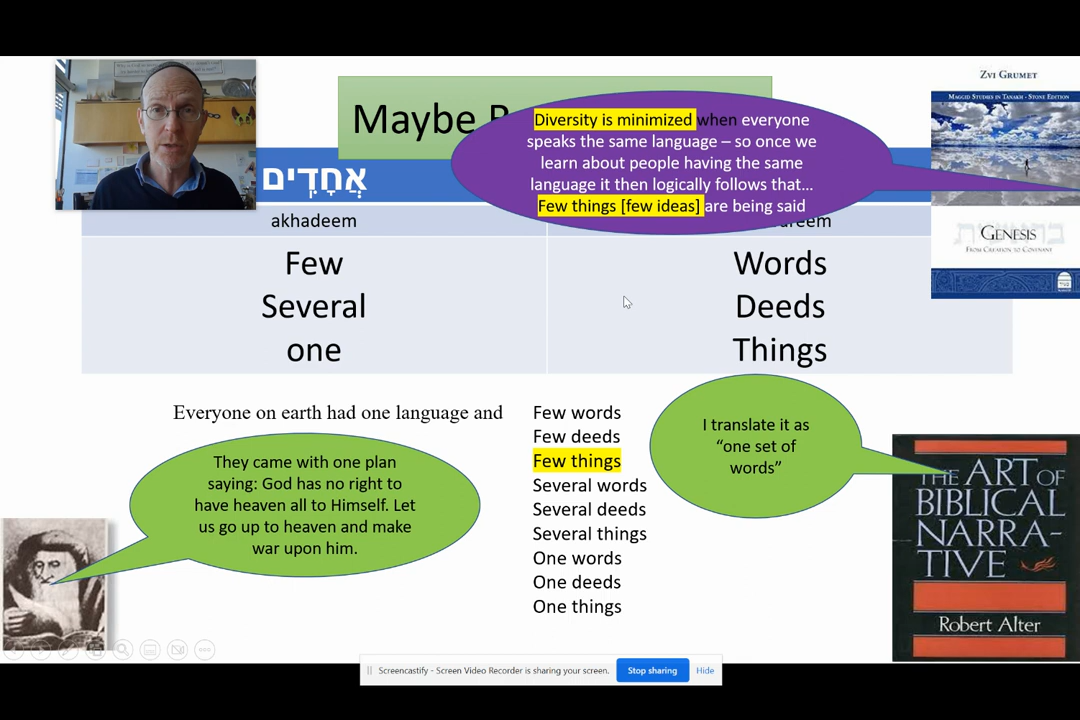 Maybe
Diversity is minimized when everyone
speaks the same language – so once we
learn about people having the same
language it then logically follows that...
Few things [few ideas] are being said
ZVI GRUMET
MAGGID STUDIES IN TANAKH • STONE EDITION
GENESIS
FROM CREATION TO COVENANT
אֲחָדִים
akhadeem
Few
Several
one
Words
Deeds
Things
Everyone on earth had one language and
Few words
Few deeds
Few things
Several words
Several deeds
Several things
One words
One deeds
One things
I translate it as
“one set of
words”
They came with one plan
saying: God has no right to
have heaven all to Himself. Let
us go up to heaven and make
war upon him.
THE ART OF
BIBLICAL
NARRA-
TIVE
Robert Alter
Screencastify - Screen Video Recorder is sharing your screen.
Stop sharing
Hide